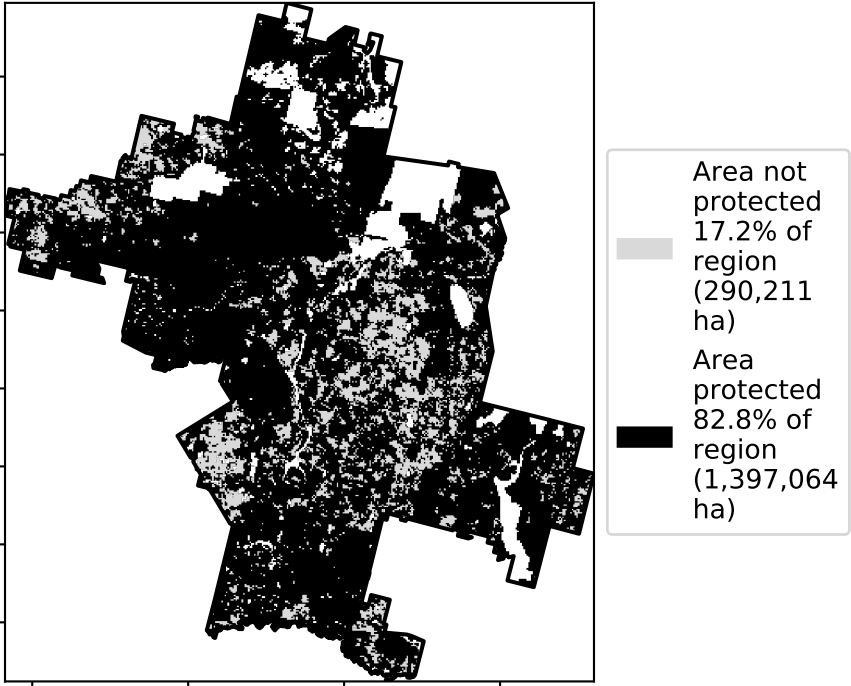 Area not
protected
17.2% of
region
(290,211
ha)
Area
protected
82.8% of
region
(1,397,064
ha)